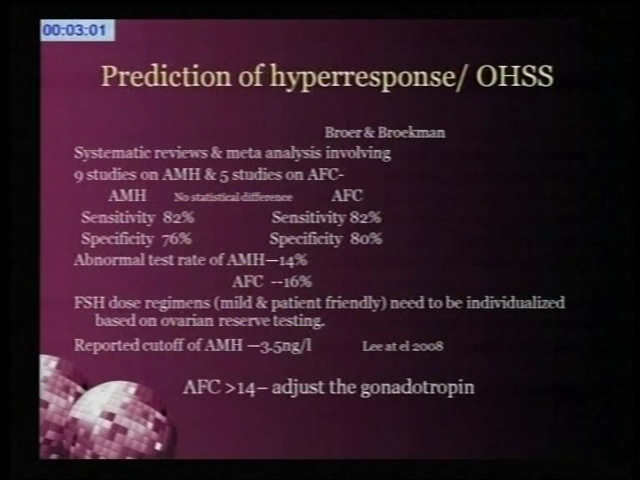 00:03:01
Prediction of hyperresponse/ OHSS
Broer & Broekman
Systematic reviews & meta analysis involving
9 studies on AMH & 5 studies on AFC-
AMH No statistical difference AFC
Sensitivity 82% Sensitivity 82%
Specificity 76% Specificity 80%
Abnormal test rate of AMH—14%
AFC --16%
FSH dose regimens (mild & patient friendly) need to be individualized
based on ovarian reserve testing.
Reported cutoff of AMH —3.5ng/l Lee at el 2008
AFC >14– adjust the gonadotropin